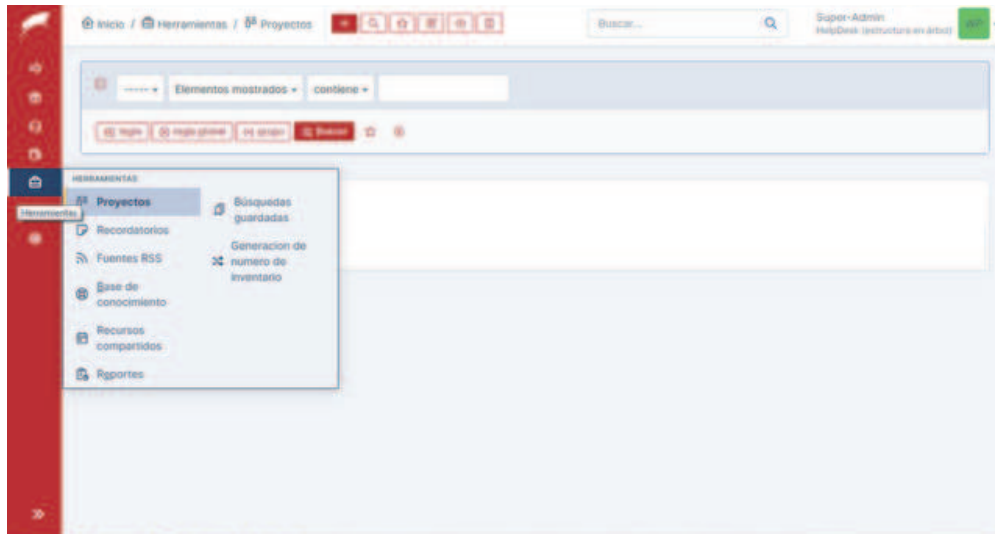 Inicio / Herramientas / Proyectos
Buscar...
Super-Admin
HelpDesk (estructura en árbol)
----- Elementos mostrados contiene
regla regla global grupo Buscar
HERRAMIENTAS
Proyectos
Herramientas
Recordatorios
Fuentes RSS
Base de
conocimiento
Recursos
compartidos
Reportes
Búsquedas
guardadas
Generacion de
numero de
inventario